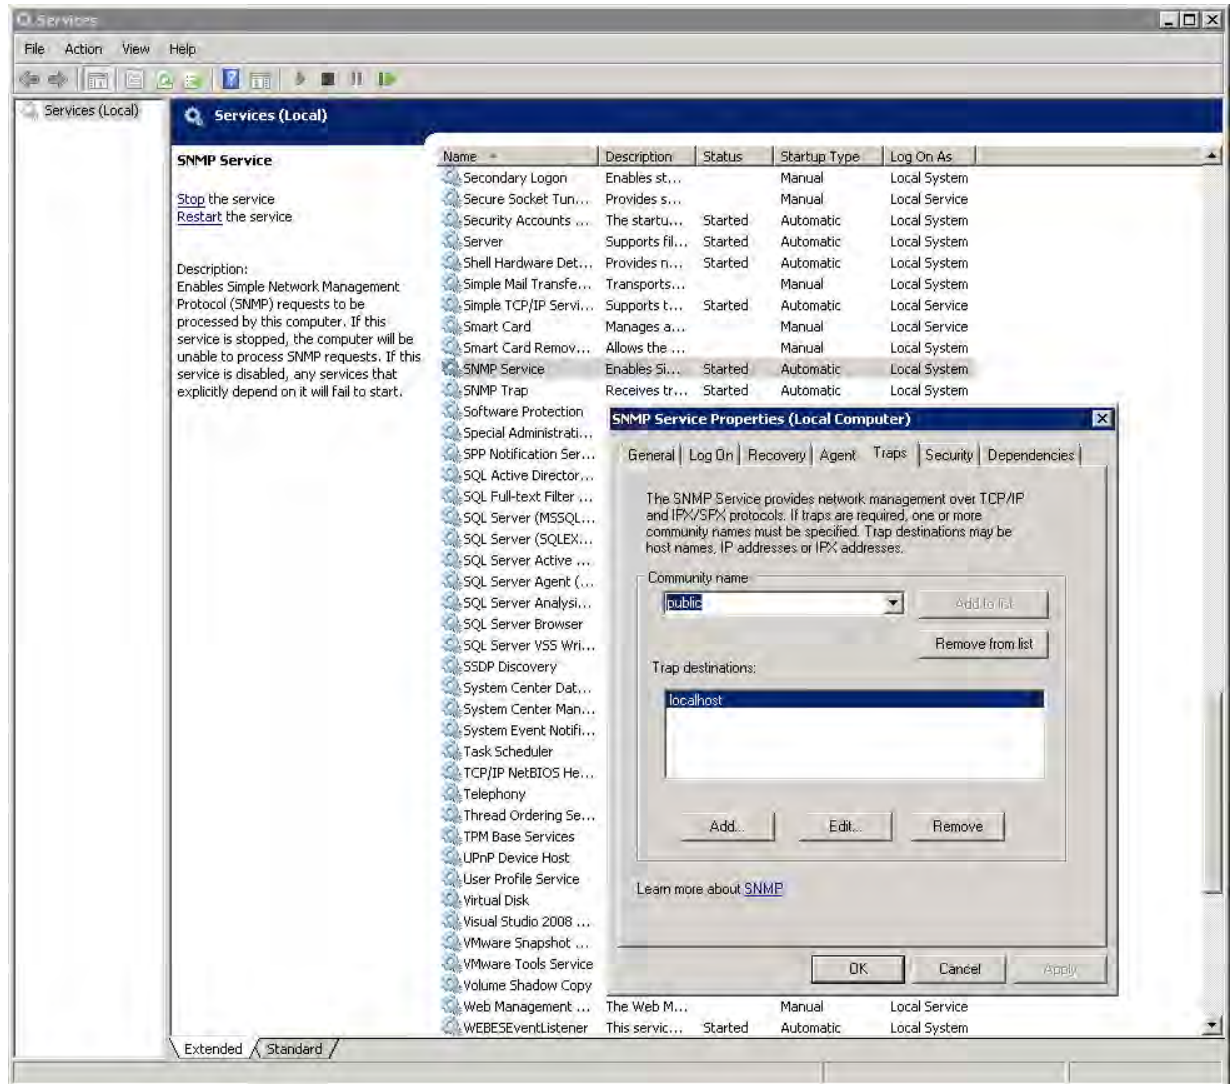 Services
File Action View Help
Services (Local)
Services (Local)
SNMP Service
Stop the service
Restart the service
Description:
Enables Simple Network Management
Protocol (SNMP) requests to be
processed by this computer. If this
service is stopped, the computer will be
unable to process SNMP requests. If this
service is disabled, any services that
explicitly depend on it will fail to start.
Name Description Status Startup Type Log On As
Secondary Logon Enables st... Manual Local System
Secure Socket Tun... Provides s... Manual Local Service
Security Accounts ... The startu... Started Automatic Local System
Server Supports fil... Started Automatic Local System
Shell Hardware Det... Provides n... Started Automatic Local System
Simple Mail Transfe... Transports... Manual Local System
Simple TCP/IP Servi... Supports t... Started Automatic Local Service
Smart Card Manages a... Manual Local Service
Smart Card Remov... Allows the ... Manual Local System
SNMP Service Enables Si... Started Automatic Local System
SNMP Trap Receives tr... Started Automatic Local System
Software Protection
Special Administrati...
SPP Notification Ser...
SQL Active Director...
SQL Full-text Filter ...
SQL Server (MSSQL...
SQL Server (SQLEX...
SQL Server Active ...
SQL Server Agent (...
SQL Server Analysi...
SQL Server Browser
SQL Server VSS Wri...
SSDP Discovery
System Center Dat...
System Center Man...
System Event Notifi...
Task Scheduler
TCP/IP NetBIOS He...
Telephony
Thread Ordering Se...
TPM Base Services
UPnP Device Host
User Profile Service
Virtual Disk
Visual Studio 2008 ...
VMware Snapshot ...
VMware Tools Service
Volume Shadow Copy
Web Management ... The Web M... Manual Local Service
WEBESEventListener This servic... Started Automatic Local System
SNMP Service Properties (Local Computer)
General Log On Recovery Agent Traps Security Dependencies
The SNMP Service provides network management over TCP/IP
and IPX/SPX protocols. If traps are required, one or more
community names must be specified. Trap destinations may be
host names, IP addresses or IPX addresses.
Community name
public Add to list
Remove from list
Trap destinations:
localhost
Add... Edit... Remove
Learn more about SNMP
OK Cancel Apply
Extended Standard